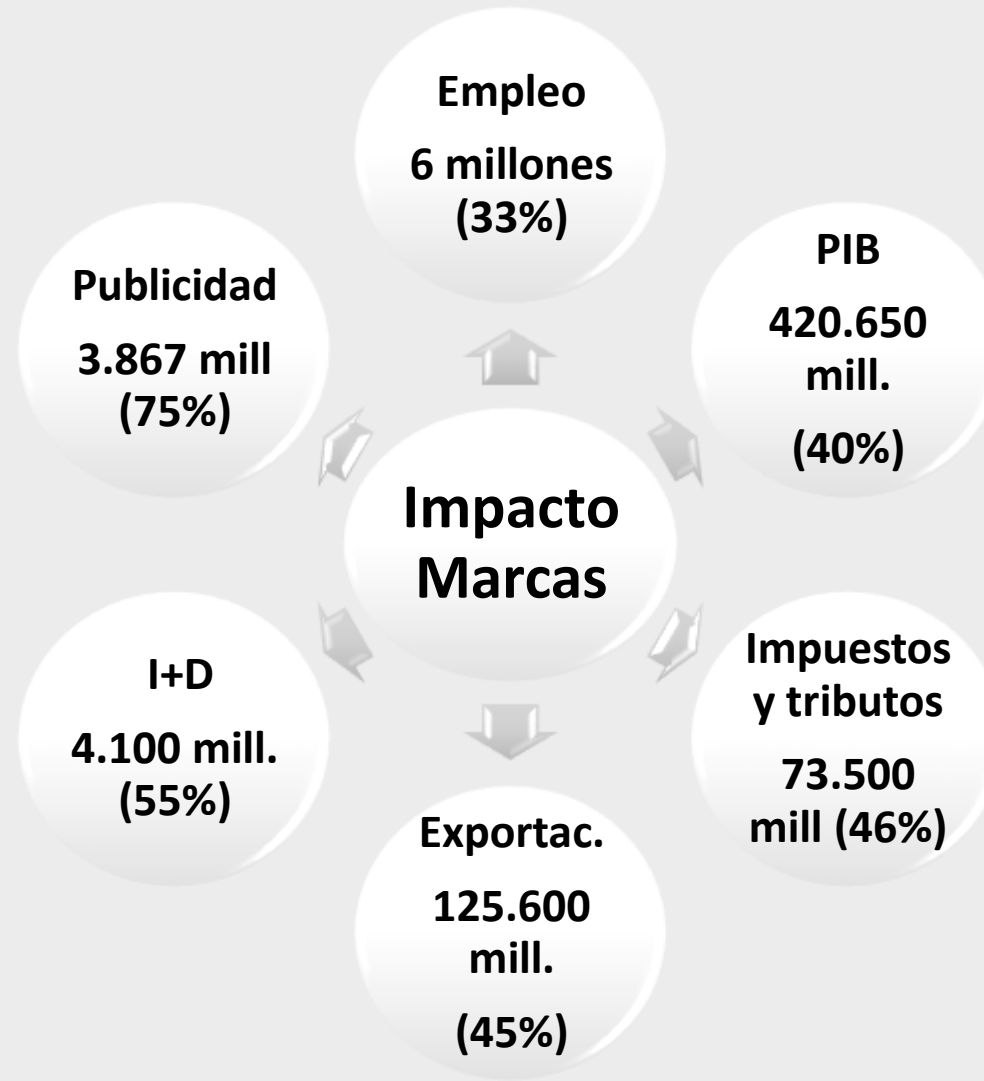 Empleo
6 millones
(33%)
PIB
420.650
mill.
(40%)
Impuestos
y tributos
73.500
mill (46%)
Exportac.
125.600
mill.
(45%)
I+D
4.100 mill.
(55%)
Publicidad
3.867 mill
(75%)
Impacto
Marcas